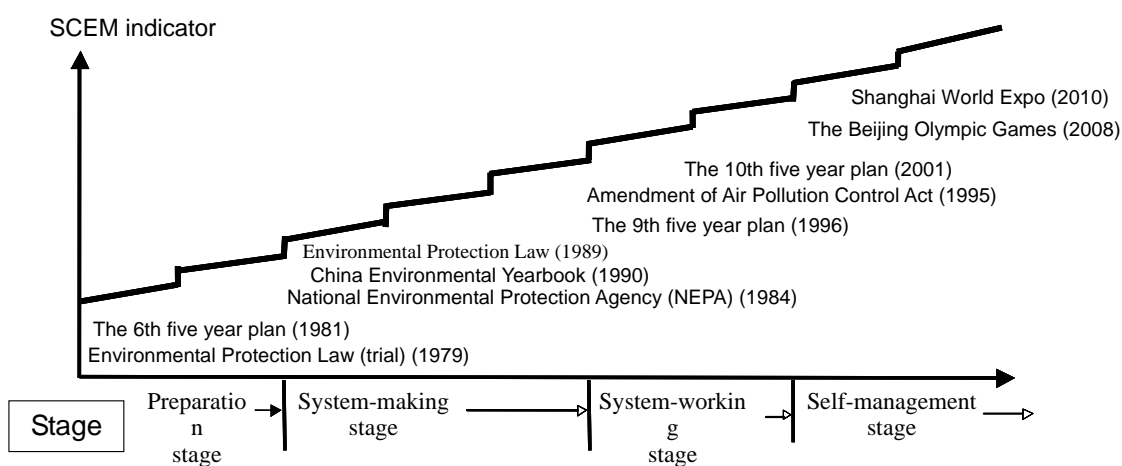 SCEM indicator
Shanghai World Expo (2010)
The Beijing Olympic Games (2008)
The 10th five year plan (2001)
Amendment of Air Pollution Control Act (1995)
The 9th five year plan (1996)
Environmental Protection Law (1989)
China Environmental Yearbook (1990)
National Environmental Protection Agency (NEPA) (1984)
The 6th five year plan (1981)
Environmental Protection Law (trial) (1979)
Stage
Preparatio
n
stage
System-making
stage
System-workin
g
stage
Self-management
stage